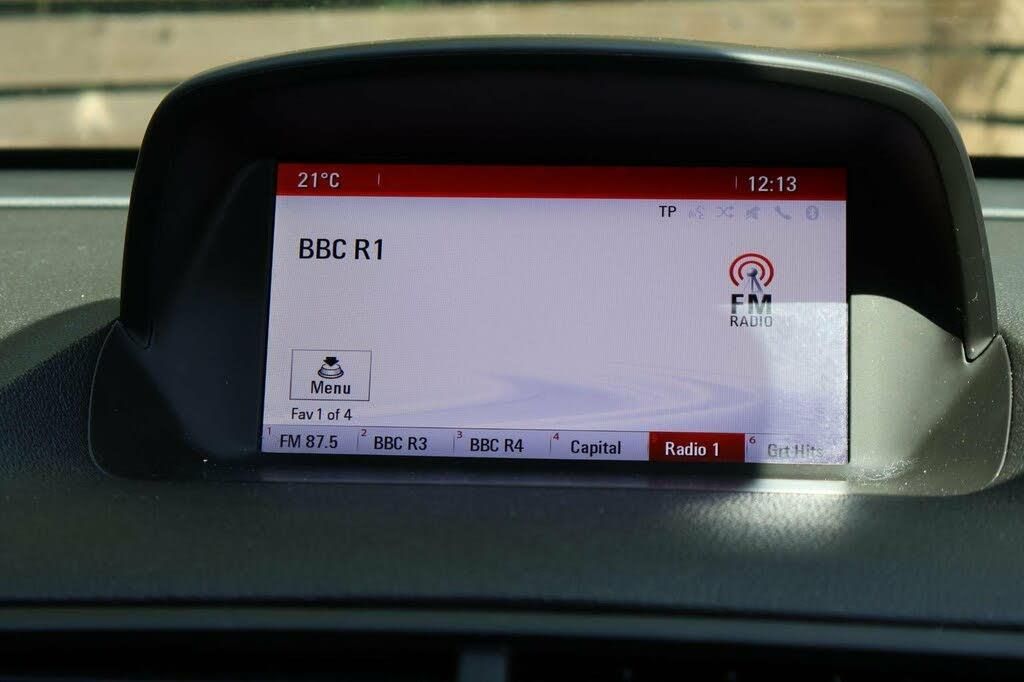 21°C 12:13
TP
BBC R1
FM
RADIO
Menu
Fav 1 of 4
1 FM 87.5 2 BBC R3 3 BBC R4 4 Capital Radio 1 6 Grt Hits